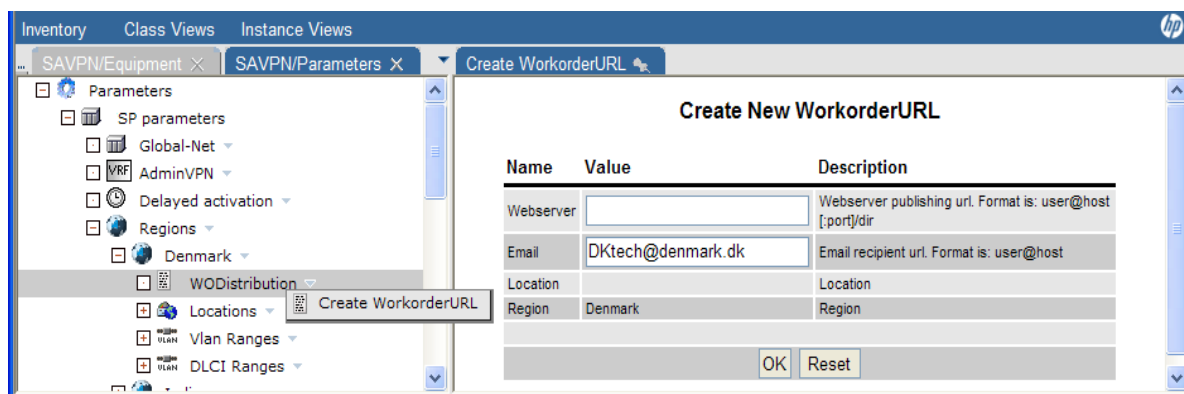 Inventory Class Views Instance Views
hp
... SAVPN/Equipment SAVPN/Parameters Create WorkorderURL
Parameters
SP parameters
Global-Net
VRF AdminVPN
Delayed activation
Regions
Denmark
WODistribution
Create WorkorderURL
Locations
VLAN Vlan Ranges
VLAN DLCI Ranges
Create New WorkorderURL
Name Value Description
Webserver Webserver publishing url. Format is: user@host
[:port]/dir
Email DKtech@denmark.dk Email recipient url. Format is: user@host
Location Location
Region Denmark Region
OK Reset